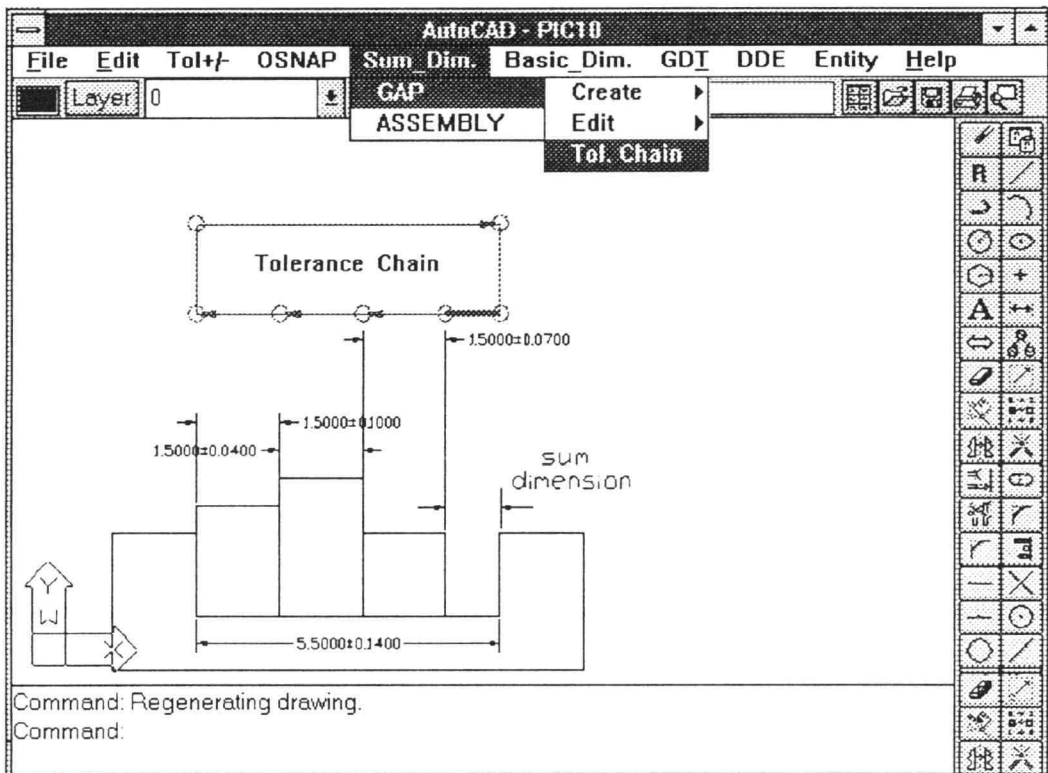 AutoCAD - PIC10
File Edit Tol+/- OSNAP Sum_Dim. Basic_Dim. GDT DDE Entity Help
Layer 0
GAP
ASSEMBLY
Create
Edit
Tol. Chain
R
A
Tolerance Chain
1.5000±0.0700
1.5000±0.1000
1.5000±0.0400
sum
dimension
5.5000±0.1400
Y
W
X
Command: Regenerating drawing.
Command: